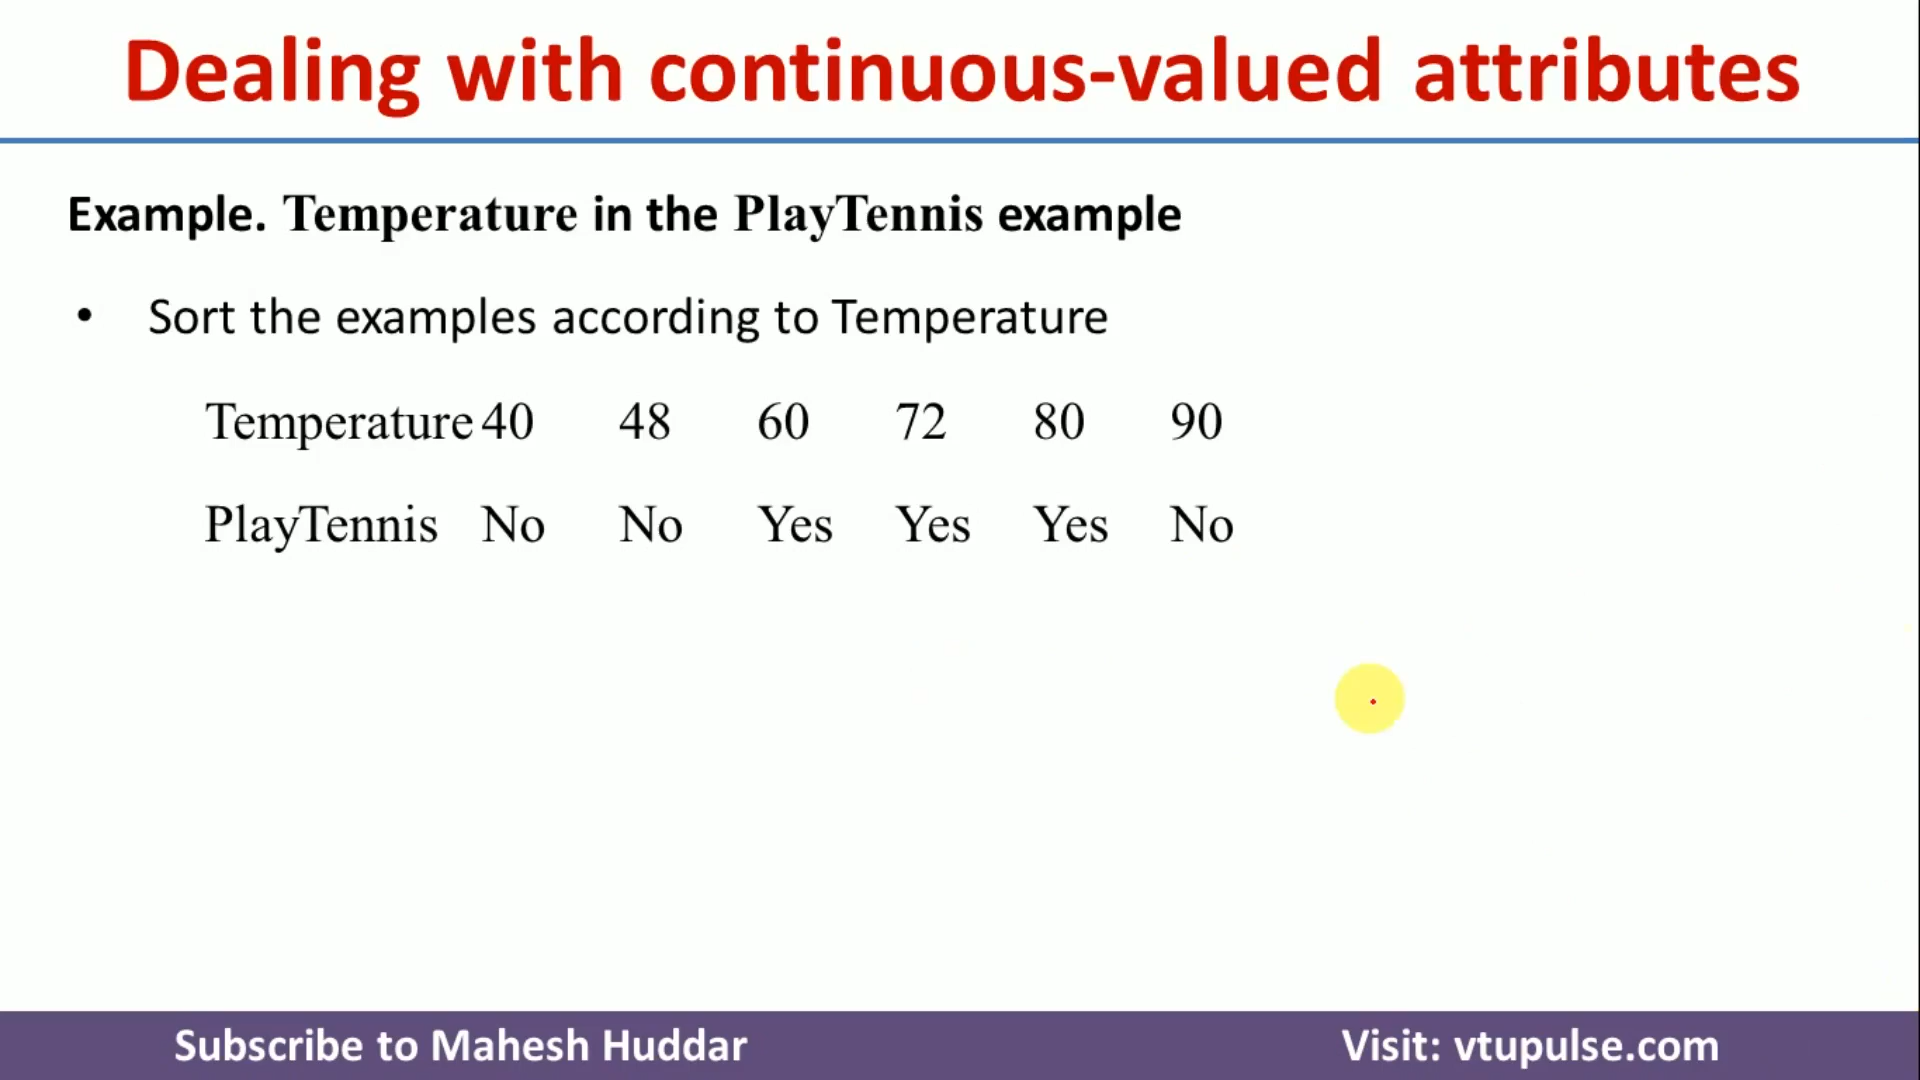 Dealing with continuous-valued attributes
Example. Temperature in the PlayTennis example
• Sort the examples according to Temperature
Temperature 40 48 60 72 80 90
PlayTennis No No Yes Yes Yes No
Subscribe to Mahesh Huddar Visit: vtupulse.com